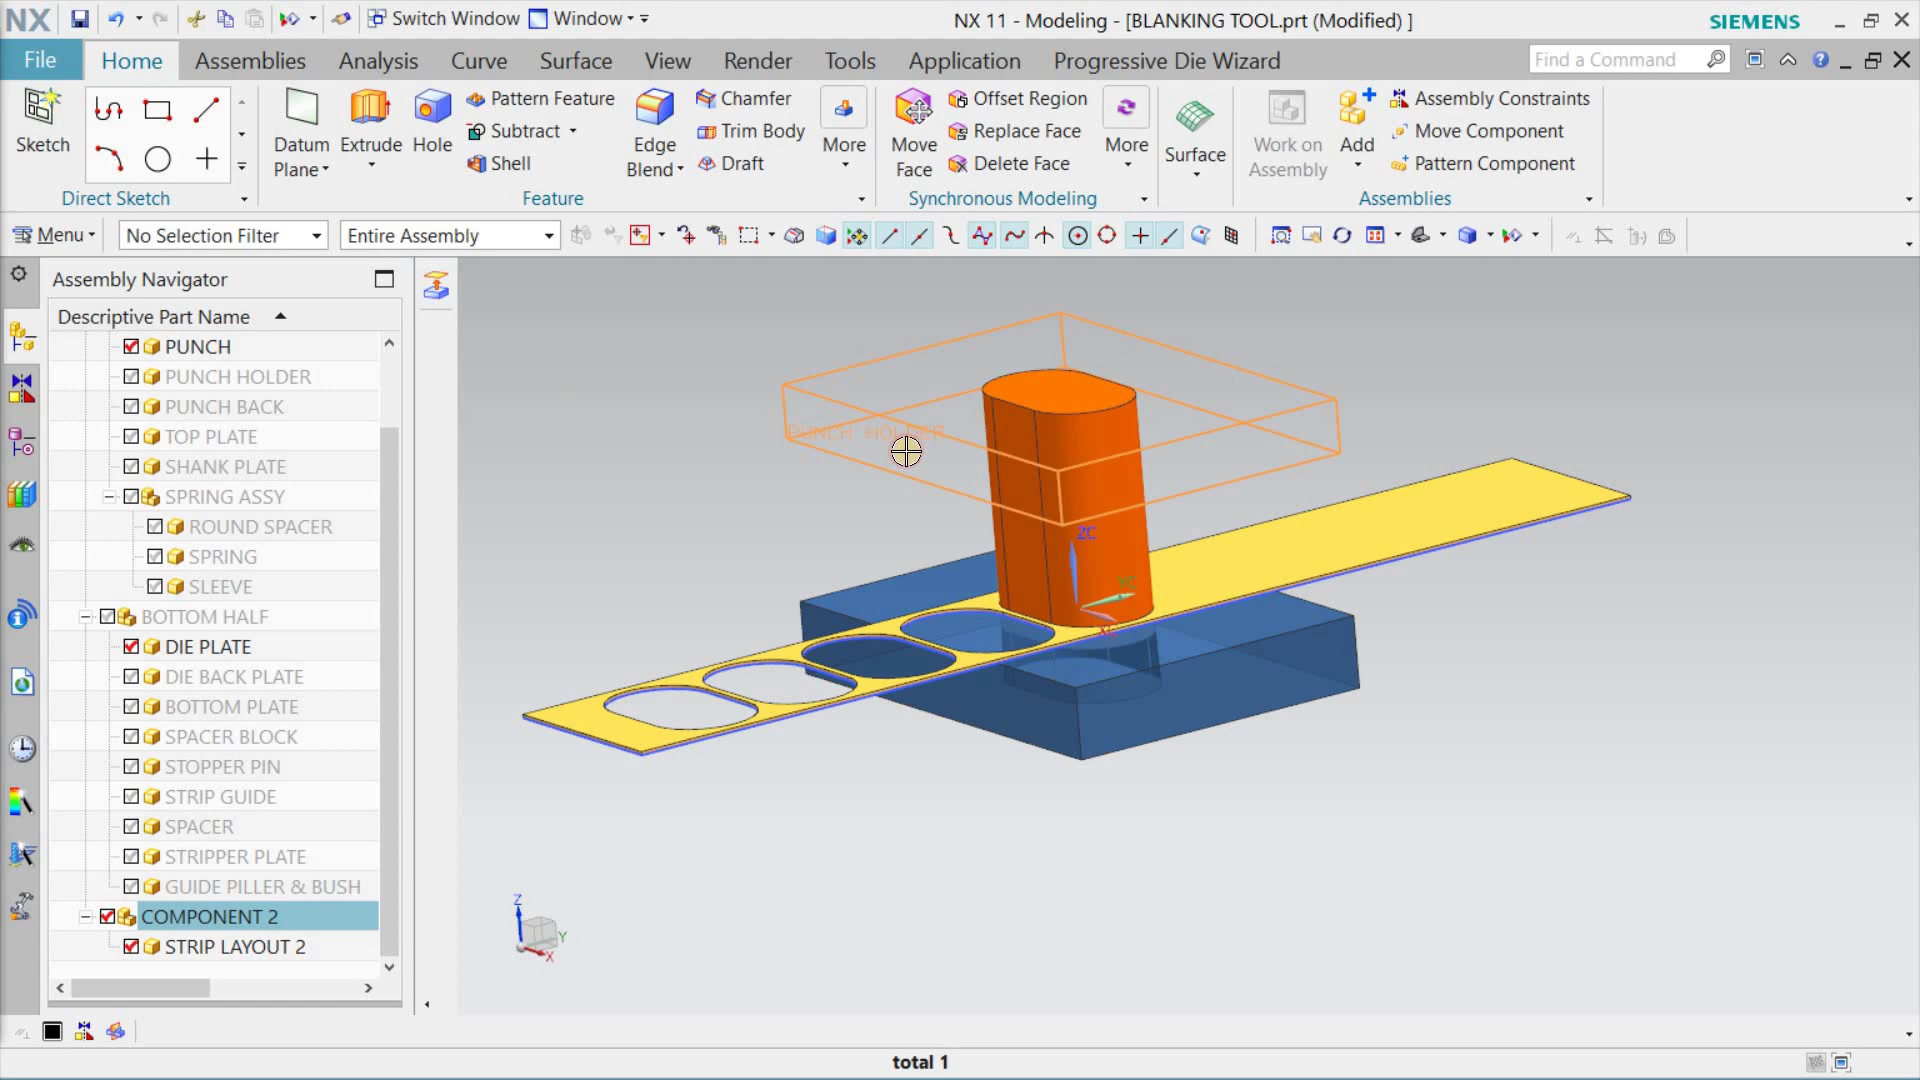 NX
Switch Window
Window
NX 11 - Modeling - [BLANKING TOOL.prt (Modified) ]
SIEMENS
File
Home
Assemblies
Analysis
Curve
Surface
View
Render
Tools
Application
Progressive Die Wizard
Find a Command
Sketch
Direct Sketch
Datum Plane
Extrude
Hole
Pattern Feature
Subtract
Shell
Edge Blend
Chamfer
Trim Body
Draft
More
Feature
Move Face
Offset Region
Replace Face
Delete Face
More
Synchronous Modeling
Surface
Work on Assembly
Add
Assembly Constraints
Move Component
Pattern Component
Assemblies
Menu
No Selection Filter
Entire Assembly
Assembly Navigator
Descriptive Part Name
PUNCH
PUNCH HOLDER
PUNCH BACK
TOP PLATE
SHANK PLATE
SPRING ASSY
ROUND SPACER
SPRING
SLEEVE
BOTTOM HALF
DIE PLATE
DIE BACK PLATE
BOTTOM PLATE
SPACER BLOCK
STOPPER PIN
STRIP GUIDE
SPACER
STRIPPER PLATE
GUIDE PILLER & BUSH
COMPONENT 2
STRIP LAYOUT 2
PUNCH HOLDER
ZC
YC
XC
Z
Y
X
total 1